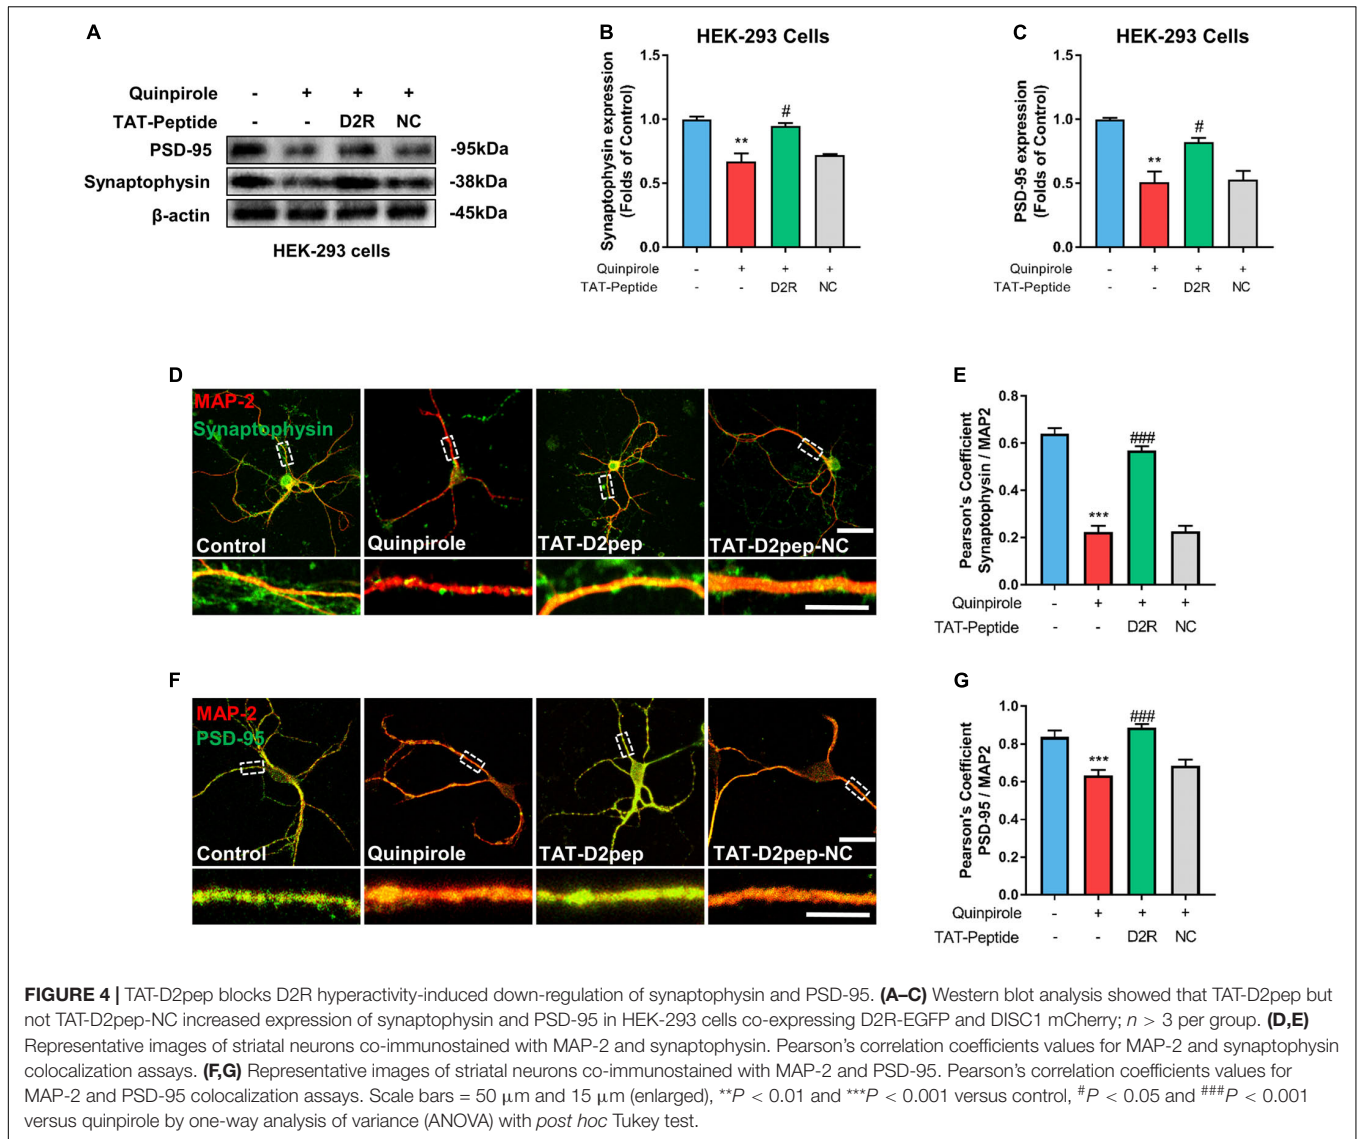 A
Quinpirole - + + +
TAT-Peptide - - D2R NC
PSD-95 -95kDa
Synaptophysin -38kDa
β-actin -45kDa
HEK-293 cells
B
HEK-293 Cells
Synaptophysin expression
(Folds of Control)
1.5
1.0
0.5
0.0
** #
Quinpirole - + + +
TAT-Peptide - - D2R NC
C
HEK-293 Cells
PSD-95 expression
(Folds of Control)
1.5
1.0
0.5
0.0
** #
Quinpirole - + + +
TAT-Peptide - - D2R NC
D
MAP-2
Synaptophysin
Control Quinpirole TAT-D2pep TAT-D2pep-NC
E
Pearson's Coefficient
Synaptophysin / MAP2
0.8
0.6
0.4
0.2
0.0
*** ###
Quinpirole - + + +
TAT-Peptide - - D2R NC
F
MAP-2
PSD-95
Control Quinpirole TAT-D2pep TAT-D2pep-NC
G
Pearson's Coefficient
PSD-95 / MAP2
1.0
0.8
0.6
0.4
0.2
0.0
*** ###
Quinpirole - + + +
TAT-Peptide - - D2R NC
FIGURE 4 | TAT-D2pep blocks D2R hyperactivity-induced down-regulation of synaptophysin and PSD-95. (A–C) Western blot analysis showed that TAT-D2pep but
not TAT-D2pep-NC increased expression of synaptophysin and PSD-95 in HEK-293 cells co-expressing D2R-EGFP and DISC1 mCherry; n > 3 per group. (D,E)
Representative images of striatal neurons co-immunostained with MAP-2 and synaptophysin. Pearson's correlation coefficients values for MAP-2 and synaptophysin
colocalization assays. (F,G) Representative images of striatal neurons co-immunostained with MAP-2 and PSD-95. Pearson's correlation coefficients values for
MAP-2 and PSD-95 colocalization assays. Scale bars = 50 μm and 15 μm (enlarged), **P < 0.01 and ***P < 0.001 versus control, #P < 0.05 and ###P < 0.001
versus quinpirole by one-way analysis of variance (ANOVA) with post hoc Tukey test.